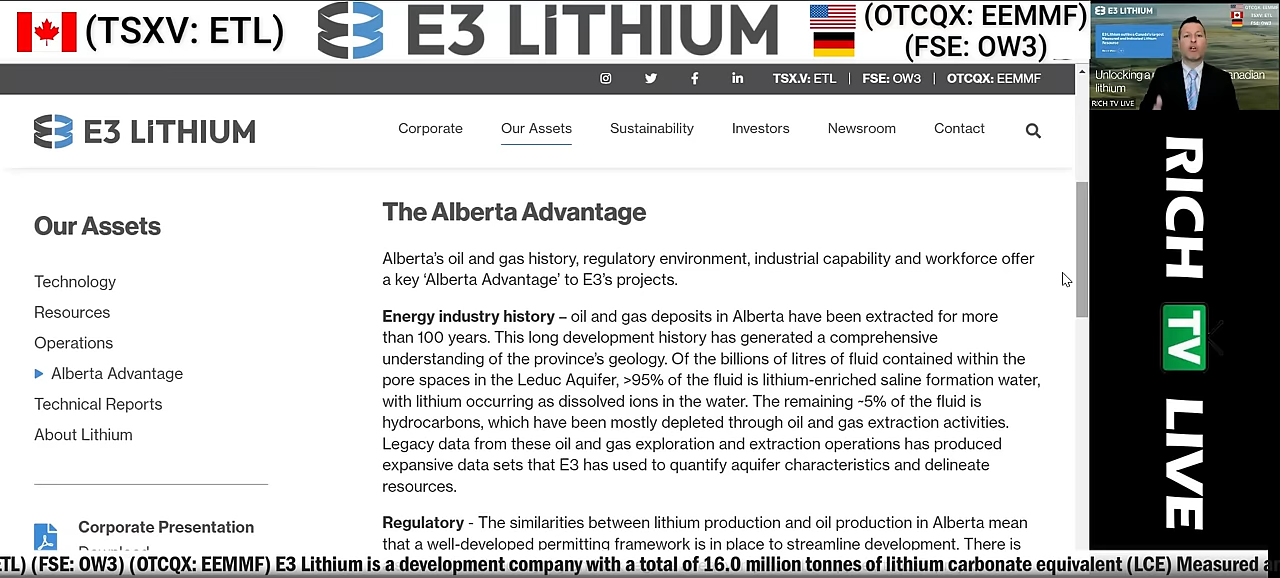 (TSXV: ETL)
E3 LITHIUM
(OTCQX: EEMMF)
(FSE: OW3)
E3 LITHIUM
Unlocking a
anadian
lithium
RICH TV LIVE
TSX.V: ETL | FSE: OW3 | OTCQX: EEMMF
E3 LITHIUM
Corporate
Our Assets
Sustainability
Investors
Newsroom
Contact
Our Assets
Technology
Resources
Operations
Alberta Advantage
Technical Reports
About Lithium
Corporate Presentation
Download
The Alberta Advantage
Alberta's oil and gas history, regulatory environment, industrial capability and workforce offer
a key ‘Alberta Advantage’ to E3's projects.
Energy industry history – oil and gas deposits in Alberta have been extracted for more
than 100 years. This long development history has generated a comprehensive
understanding of the province's geology. Of the billions of litres of fluid contained within the
pore spaces in the Leduc Aquifer, >95% of the fluid is lithium-enriched saline formation water,
with lithium occurring as dissolved ions in the water. The remaining ~5% of the fluid is
hydrocarbons, which have been mostly depleted through oil and gas extraction activities.
Legacy data from these oil and gas exploration and extraction operations has produced
expansive data sets that E3 has used to quantify aquifer characteristics and delineate
resources.
Regulatory - The similarities between lithium production and oil production in Alberta mean
that a well-developed permitting framework is in place to streamline development. There is
RICH TV LIVE
ETL) (FSE: OW3) (OTCQX: EEMMF) E3 Lithium is a development company with a total of 16.0 million tonnes of lithium carbonate equivalent (LCE) Measured a